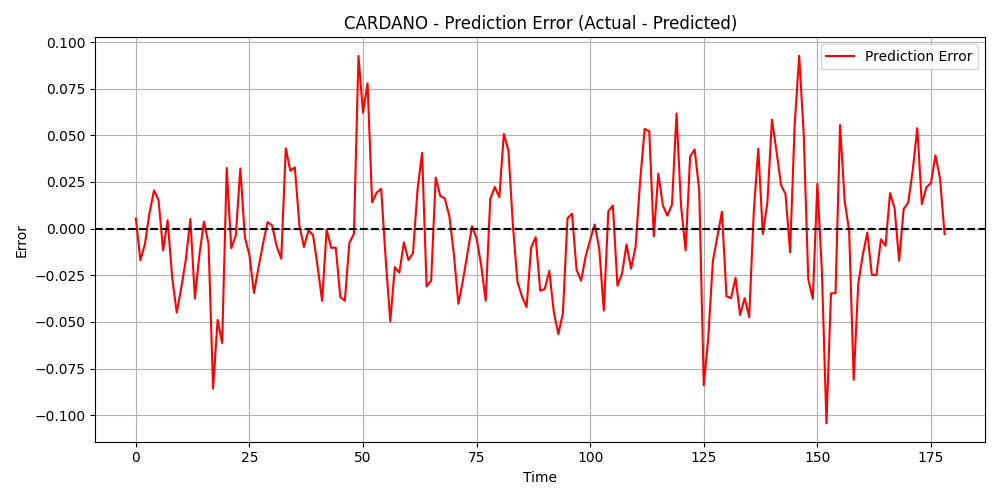 CARDANO - Prediction Error (Actual - Predicted)
Prediction Error
Error
0.100
0.075
0.050
0.025
0.000
−0.025
−0.050
−0.075
−0.100
0 25 50 75 100 125 150 175
Time